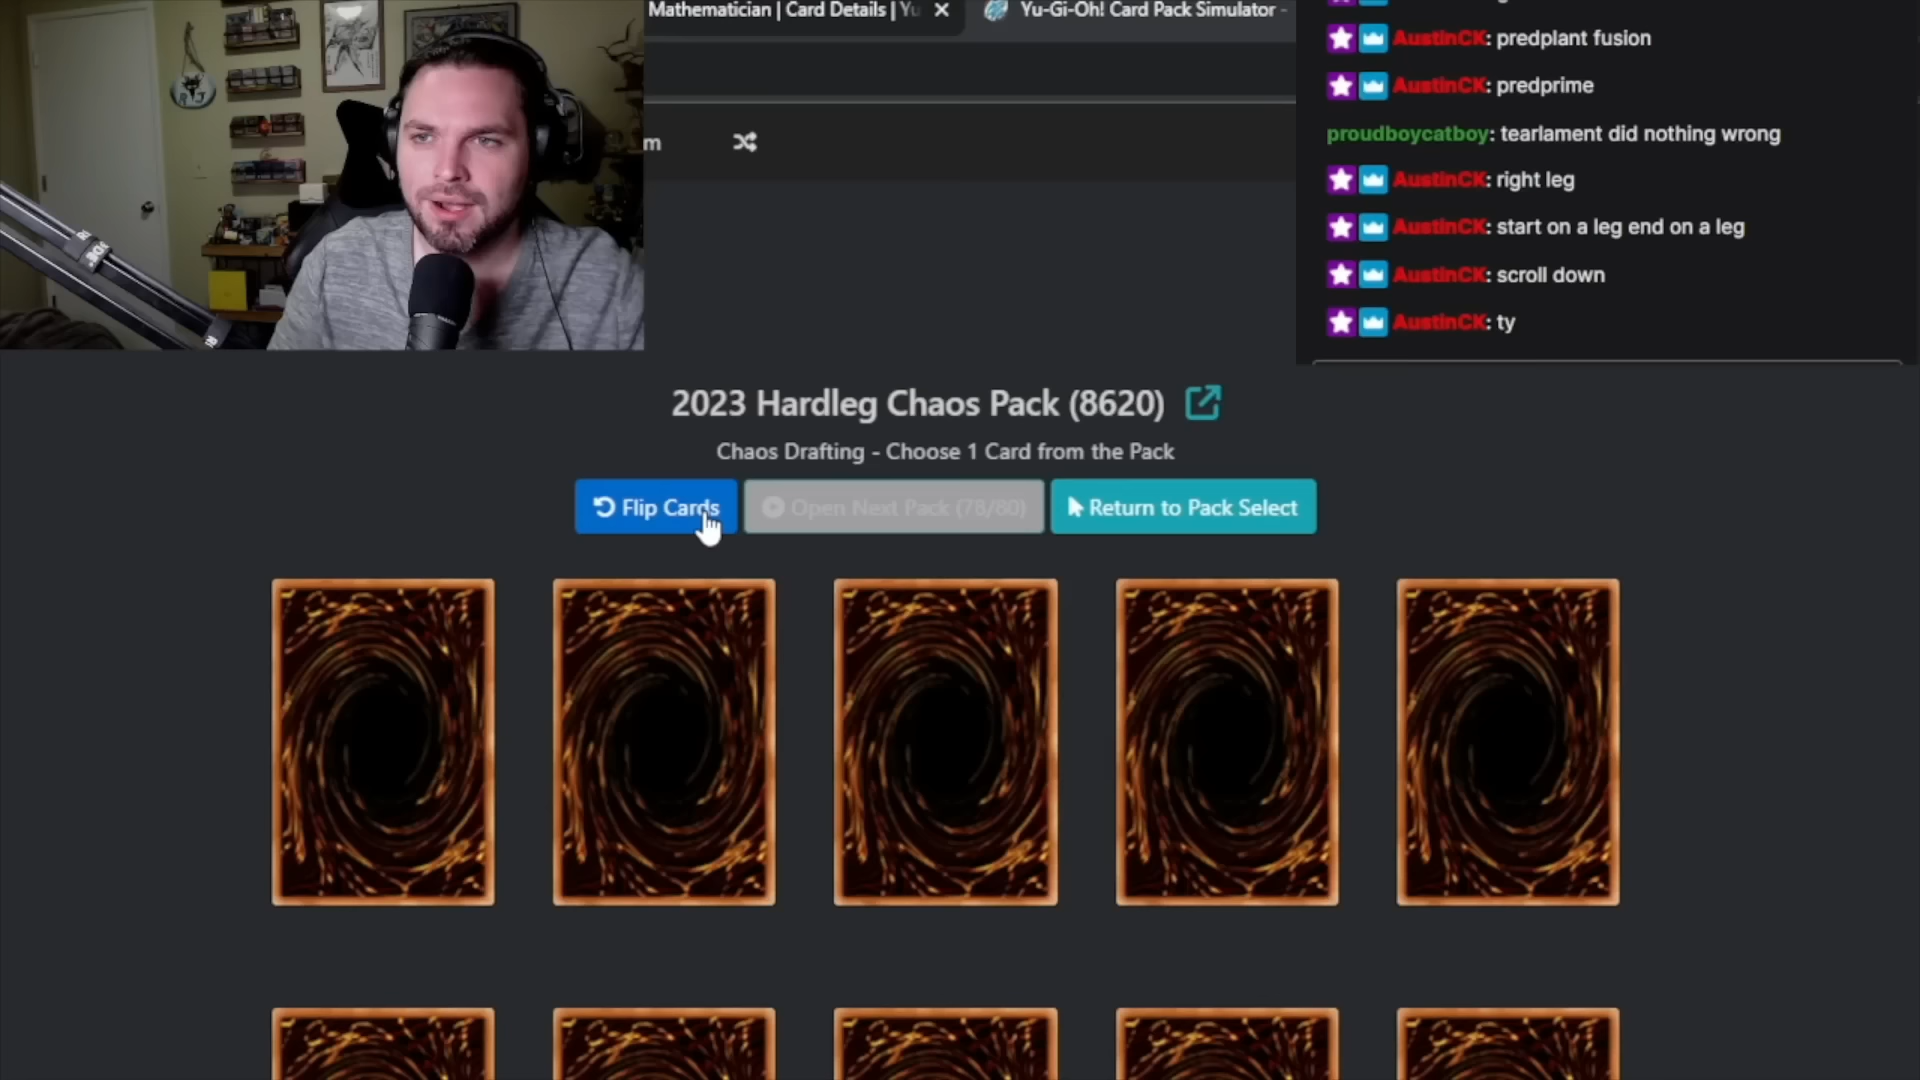 Mathematician | Card Details | Yu
Yu-Gi-Oh! Card Pack Simulator -
m
AustinCK: predplant fusion
AustinCK: predprime
proudboycatboy: tearlament did nothing wrong
AustinCK: right leg
AustinCK: start on a leg end on a leg
AustinCK: scroll down
AustinCK: ty
2023 Hardleg Chaos Pack (8620)
Chaos Drafting - Choose 1 Card from the Pack
Flip Cards
Open Next Pack (78/80)
Return to Pack Select